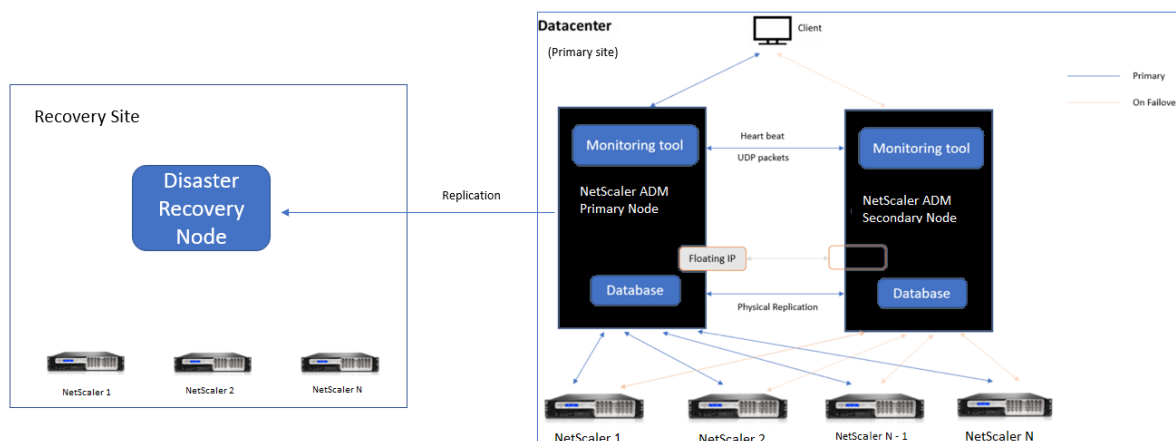 Datacenter
(Primary site)
Client
Primary
On Failove
Recovery Site
Disaster
Recovery
Node
Replication
Monitoring tool
Heart beat
UDP packets
Monitoring tool
NetScaler ADM
Primary Node
NetScaler ADM
Secondary Node
Floating IP
Database
Physical Replication
Database
NetScaler 1
NetScaler 2
NetScaler N
NetScaler 1
NetScaler 2
NetScaler N - 1
NetScaler N